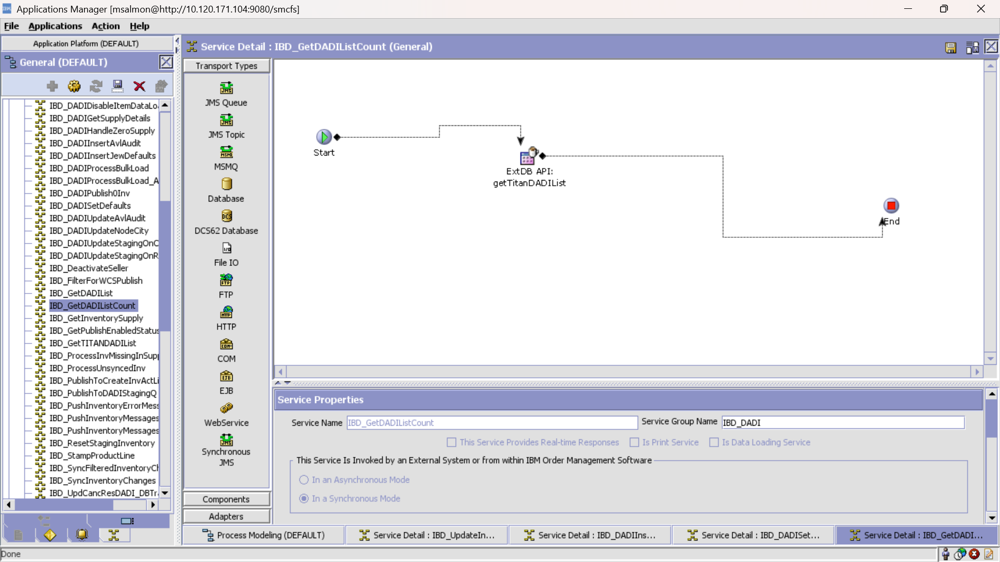 Applications Manager [msalmon@http://10.120.171.104:9080/smcfs]
File Applications Action Help
Application Platform (DEFAULT)
General (DEFAULT)
IBD_DADIDisableItemDataLo
IBD_DADIGetSupplyDetails
IBD_DADIHandleZeroSupply
IBD_DADIInsertAvlAudit
IBD_DADIInsertJewDefaults
IBD_DADIProcessBulkLoad
IBD_DADIProcessBulkLoad_A
IBD_DADIPublish0Inv
IBD_DADISetDefaults
IBD_DADIUpdateAvlAudit
IBD_DADIUpdateNodeCity
IBD_DADIUpdateStagingOnC
IBD_DADIUpdateStagingOnR
IBD_DeactivateSeller
IBD_FilterForWCSPublish
IBD_GetDADIList
IBD_GetDADIListCount
IBD_GetInventorySupply
IBD_GetPublishEnabledStatus
IBD_GetTITANDADIList
IBD_ProcessInvMissingInSup
IBD_ProcessUnsyncedInv
IBD_PublishToCreateInvActLi
IBD_PublishToDADIStagingQ
IBD_PushInventoryErrorMess
IBD_PushInventoryMessages
IBD_PushInventoryMessages
IBD_ResetStagingInventory
IBD_StampProductLine
IBD_SyncFilteredInventoryCh
IBD_SyncInventoryChanges
IBD_UpdCancResDADI_DBTr
Service Detail : IBD_GetDADIListCount (General)
Transport Types
JMS Queue
JMS Topic
MSMQ
Database
DCS62 Database
File IO
FTP
HTTP
COM
EJB
WebService
Synchronous
JMS
Components
Adapters
Start
ExtDB API:
getTitanDADIList
End
Service Properties
Service Name IBD_GetDADIListCount Service Group Name IBD_DADI
This Service Provides Real-time Responses Is Print Service Is Data Loading Service
This Service Is Invoked by an External System or from within IBM Order Management Software
In an Asynchronous Mode
In a Synchronous Mode
Process Modeling (DEFAULT) Service Detail : IBD_UpdateIn... Service Detail : IBD_DADIIns... Service Detail : IBD_DADISet... Service Detail : IBD_GetDADI...
Done